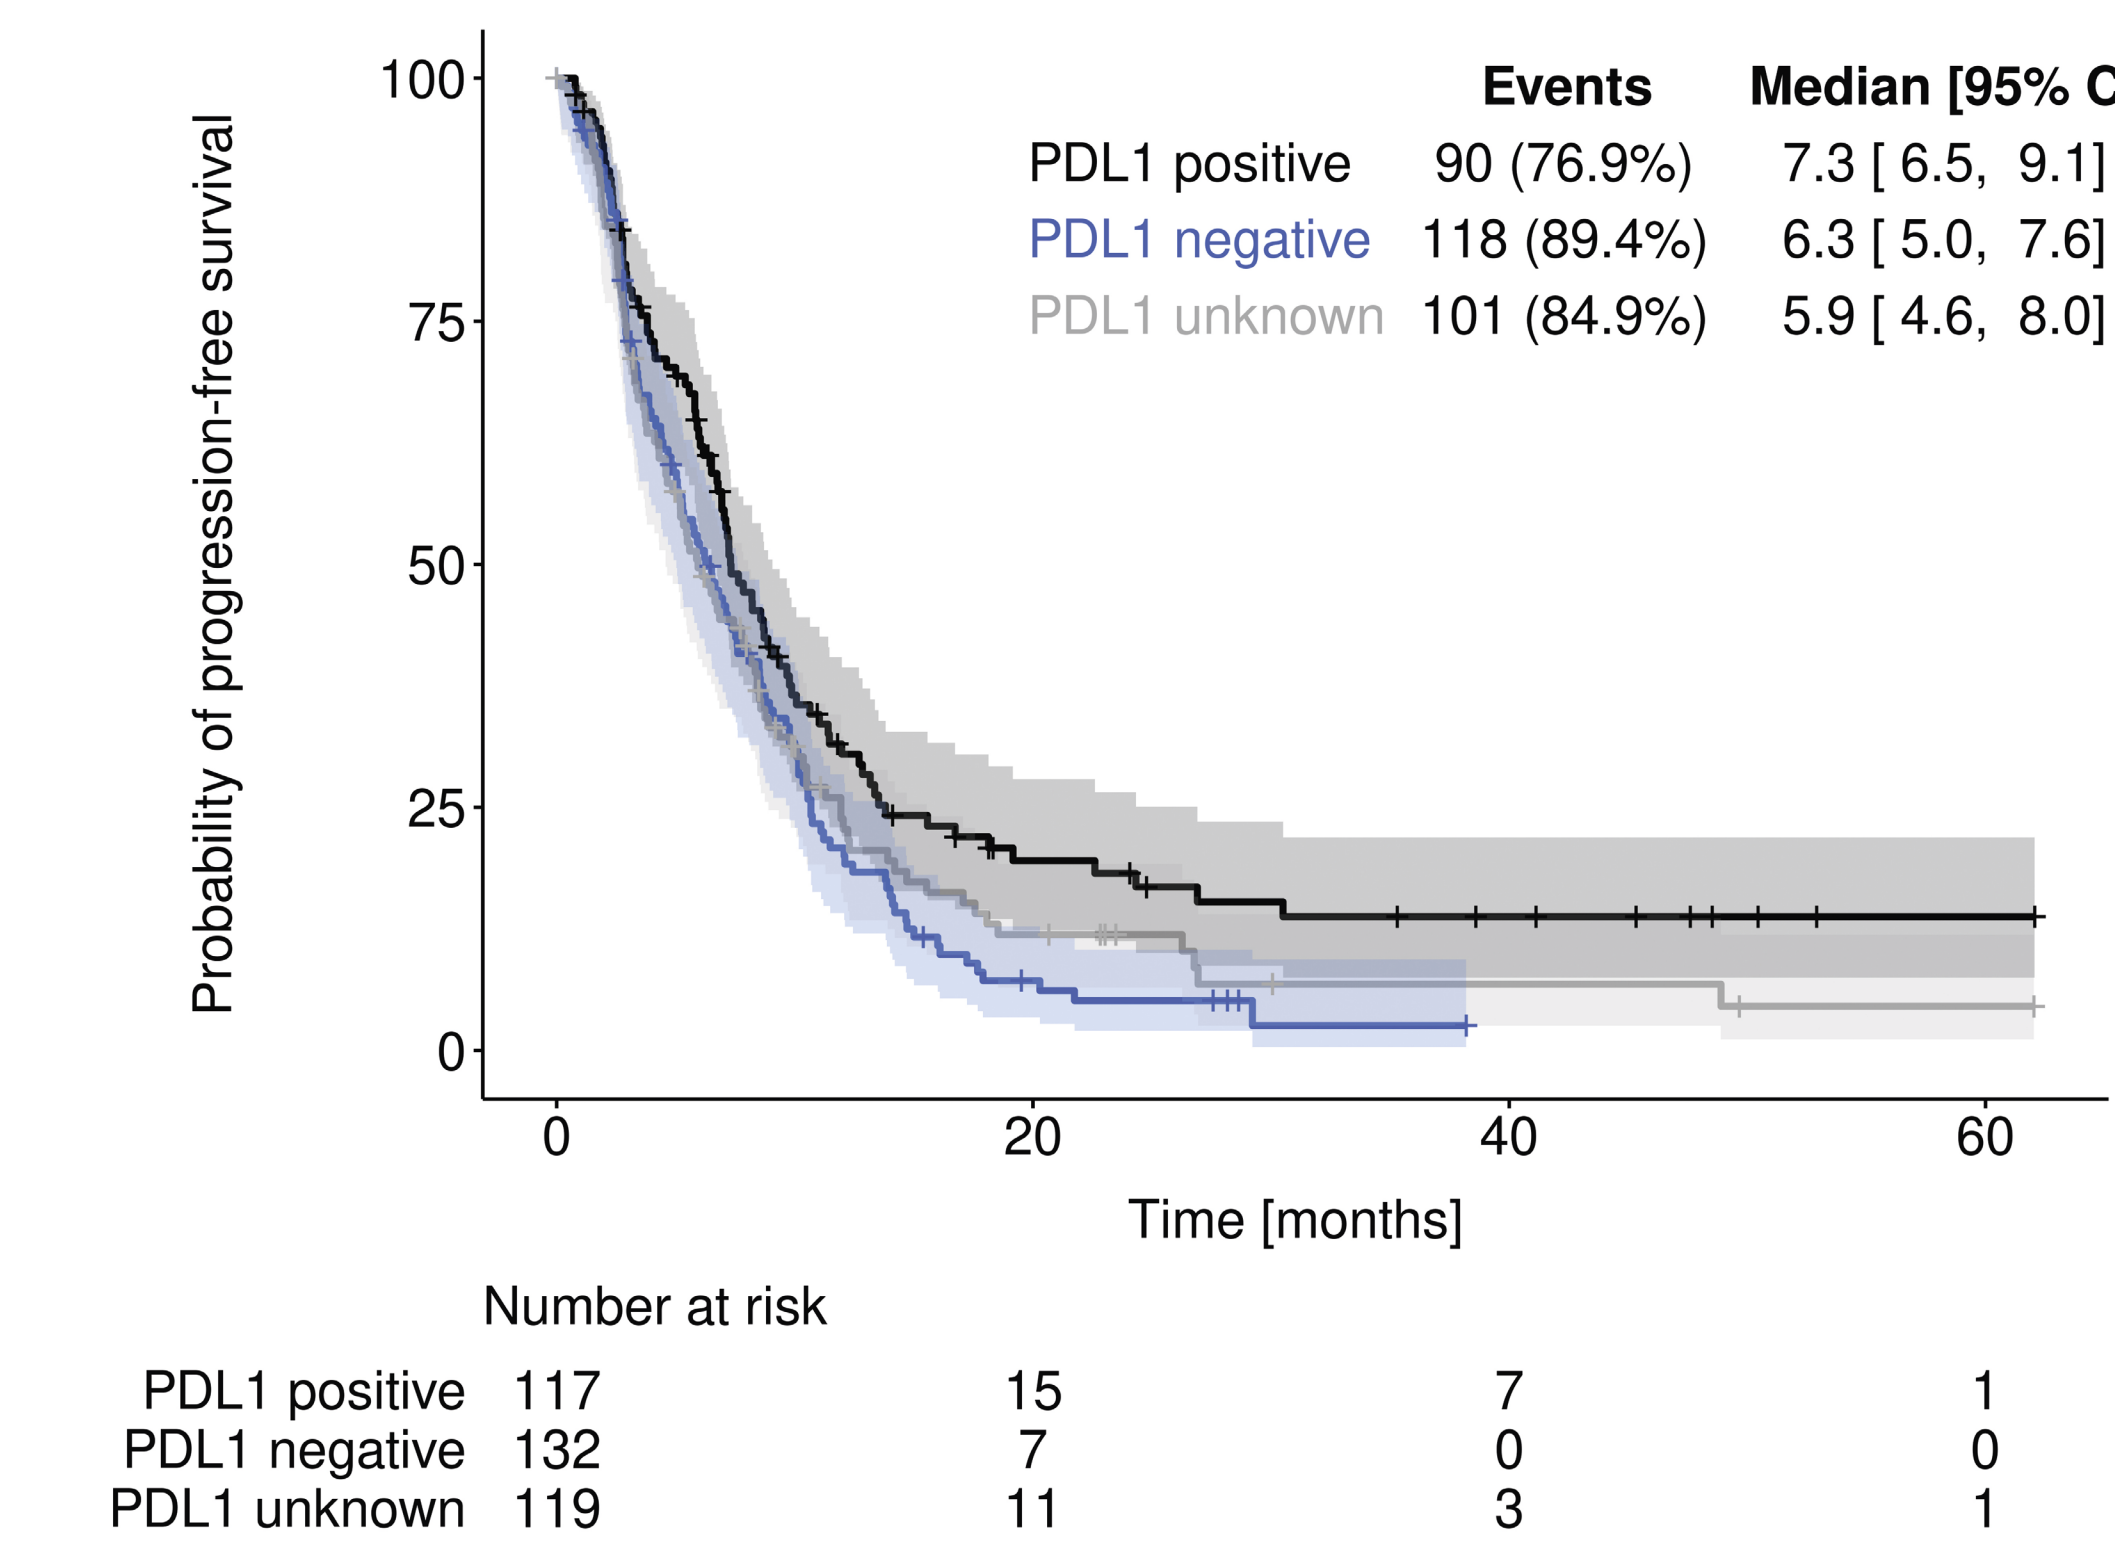 Events Median [95% C
PDL1 positive 90 (76.9%) 7.3 [ 6.5, 9.1]
PDL1 negative 118 (89.4%) 6.3 [ 5.0, 7.6]
PDL1 unknown 101 (84.9%) 5.9 [ 4.6, 8.0]
Probability of progression-free survival
100
75
50
25
0
0 20 40 60
Time [months]
Number at risk
PDL1 positive 117 15 7 1
PDL1 negative 132 7 0 0
PDL1 unknown 119 11 3 1